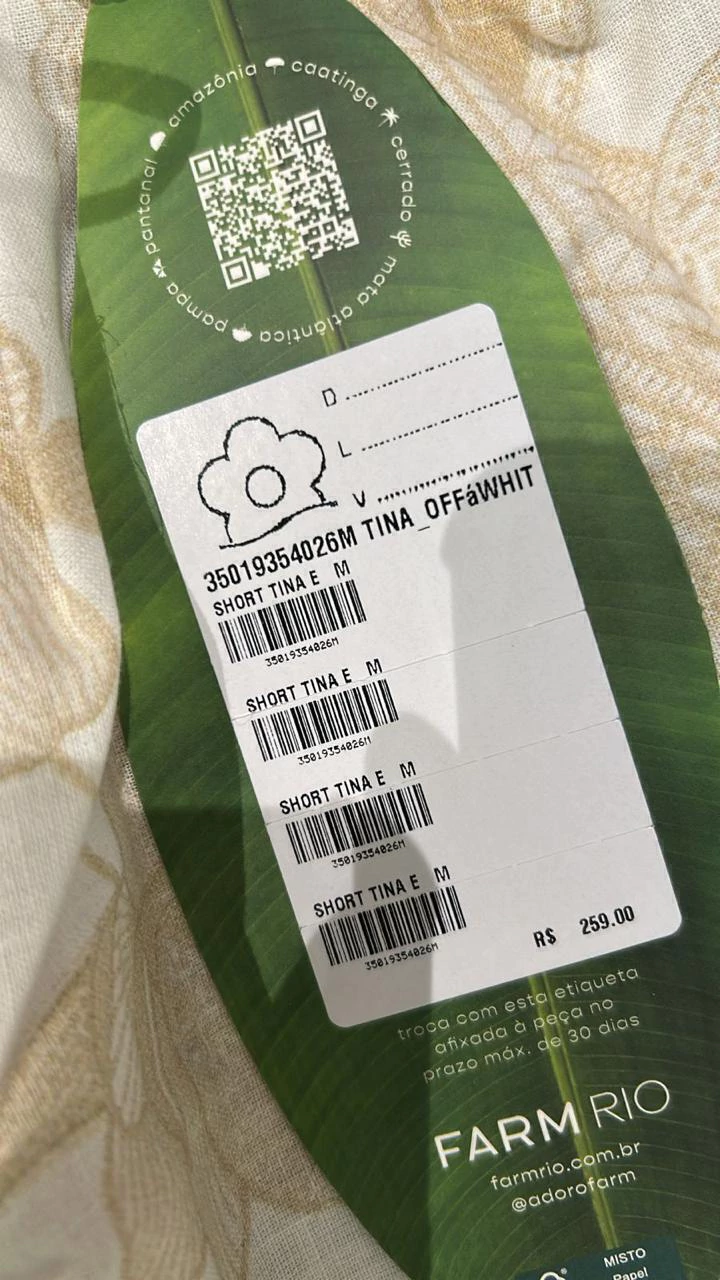 amazônia caatinga cerrado mata atlântica pampa pantanal
D
L
V
35019354026M TINA_OFFáWHIT
SHORT TINA E M
35019354026M
SHORT TINA E M
35019354026M
SHORT TINA E M
35019354026M
SHORT TINA E M
35019354026M
R$ 259.00
troca com esta etiqueta
afixada à peça no
prazo máx. de 30 dias
FARM RIO
farmrio.com.br
@adorofarm
MISTO
Papel